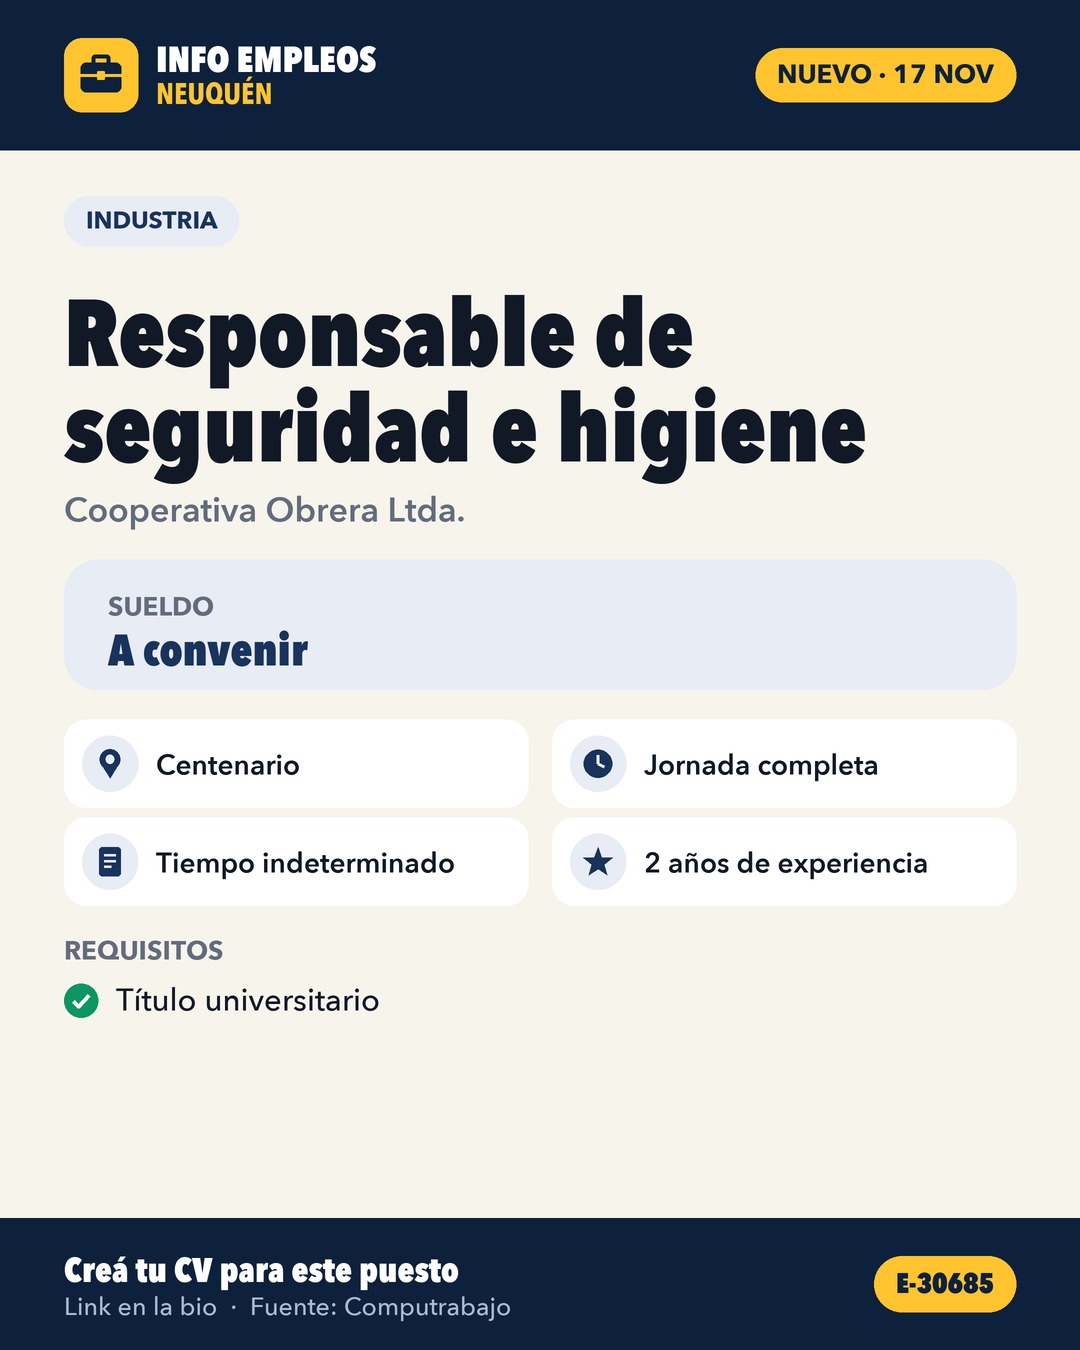 INFO EMPLEOS
NEUQUÉN
NUEVO · 17 NOV
INDUSTRIA
Responsable de
seguridad e higiene
Cooperativa Obrera Ltda.
SUELDO
A convenir
Centenario
Jornada completa
Tiempo indeterminado
2 años de experiencia
REQUISITOS
Título universitario
Creá tu CV para este puesto
Link en la bio · Fuente: Computrabajo
E-30685